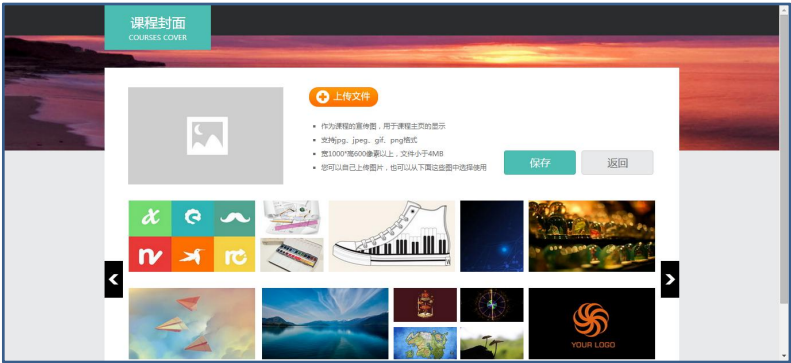 课程封面
COURSES COVER
上传文件
作为课程的宣传图，用于课程主页的显示
支持jpg、jpeg、gif、png格式
宽1000*高600像素以上，文件小于4MB
您可以自己上传图片，也可以从下面这些图中选择使用
保存
返回
YOUR LOGO